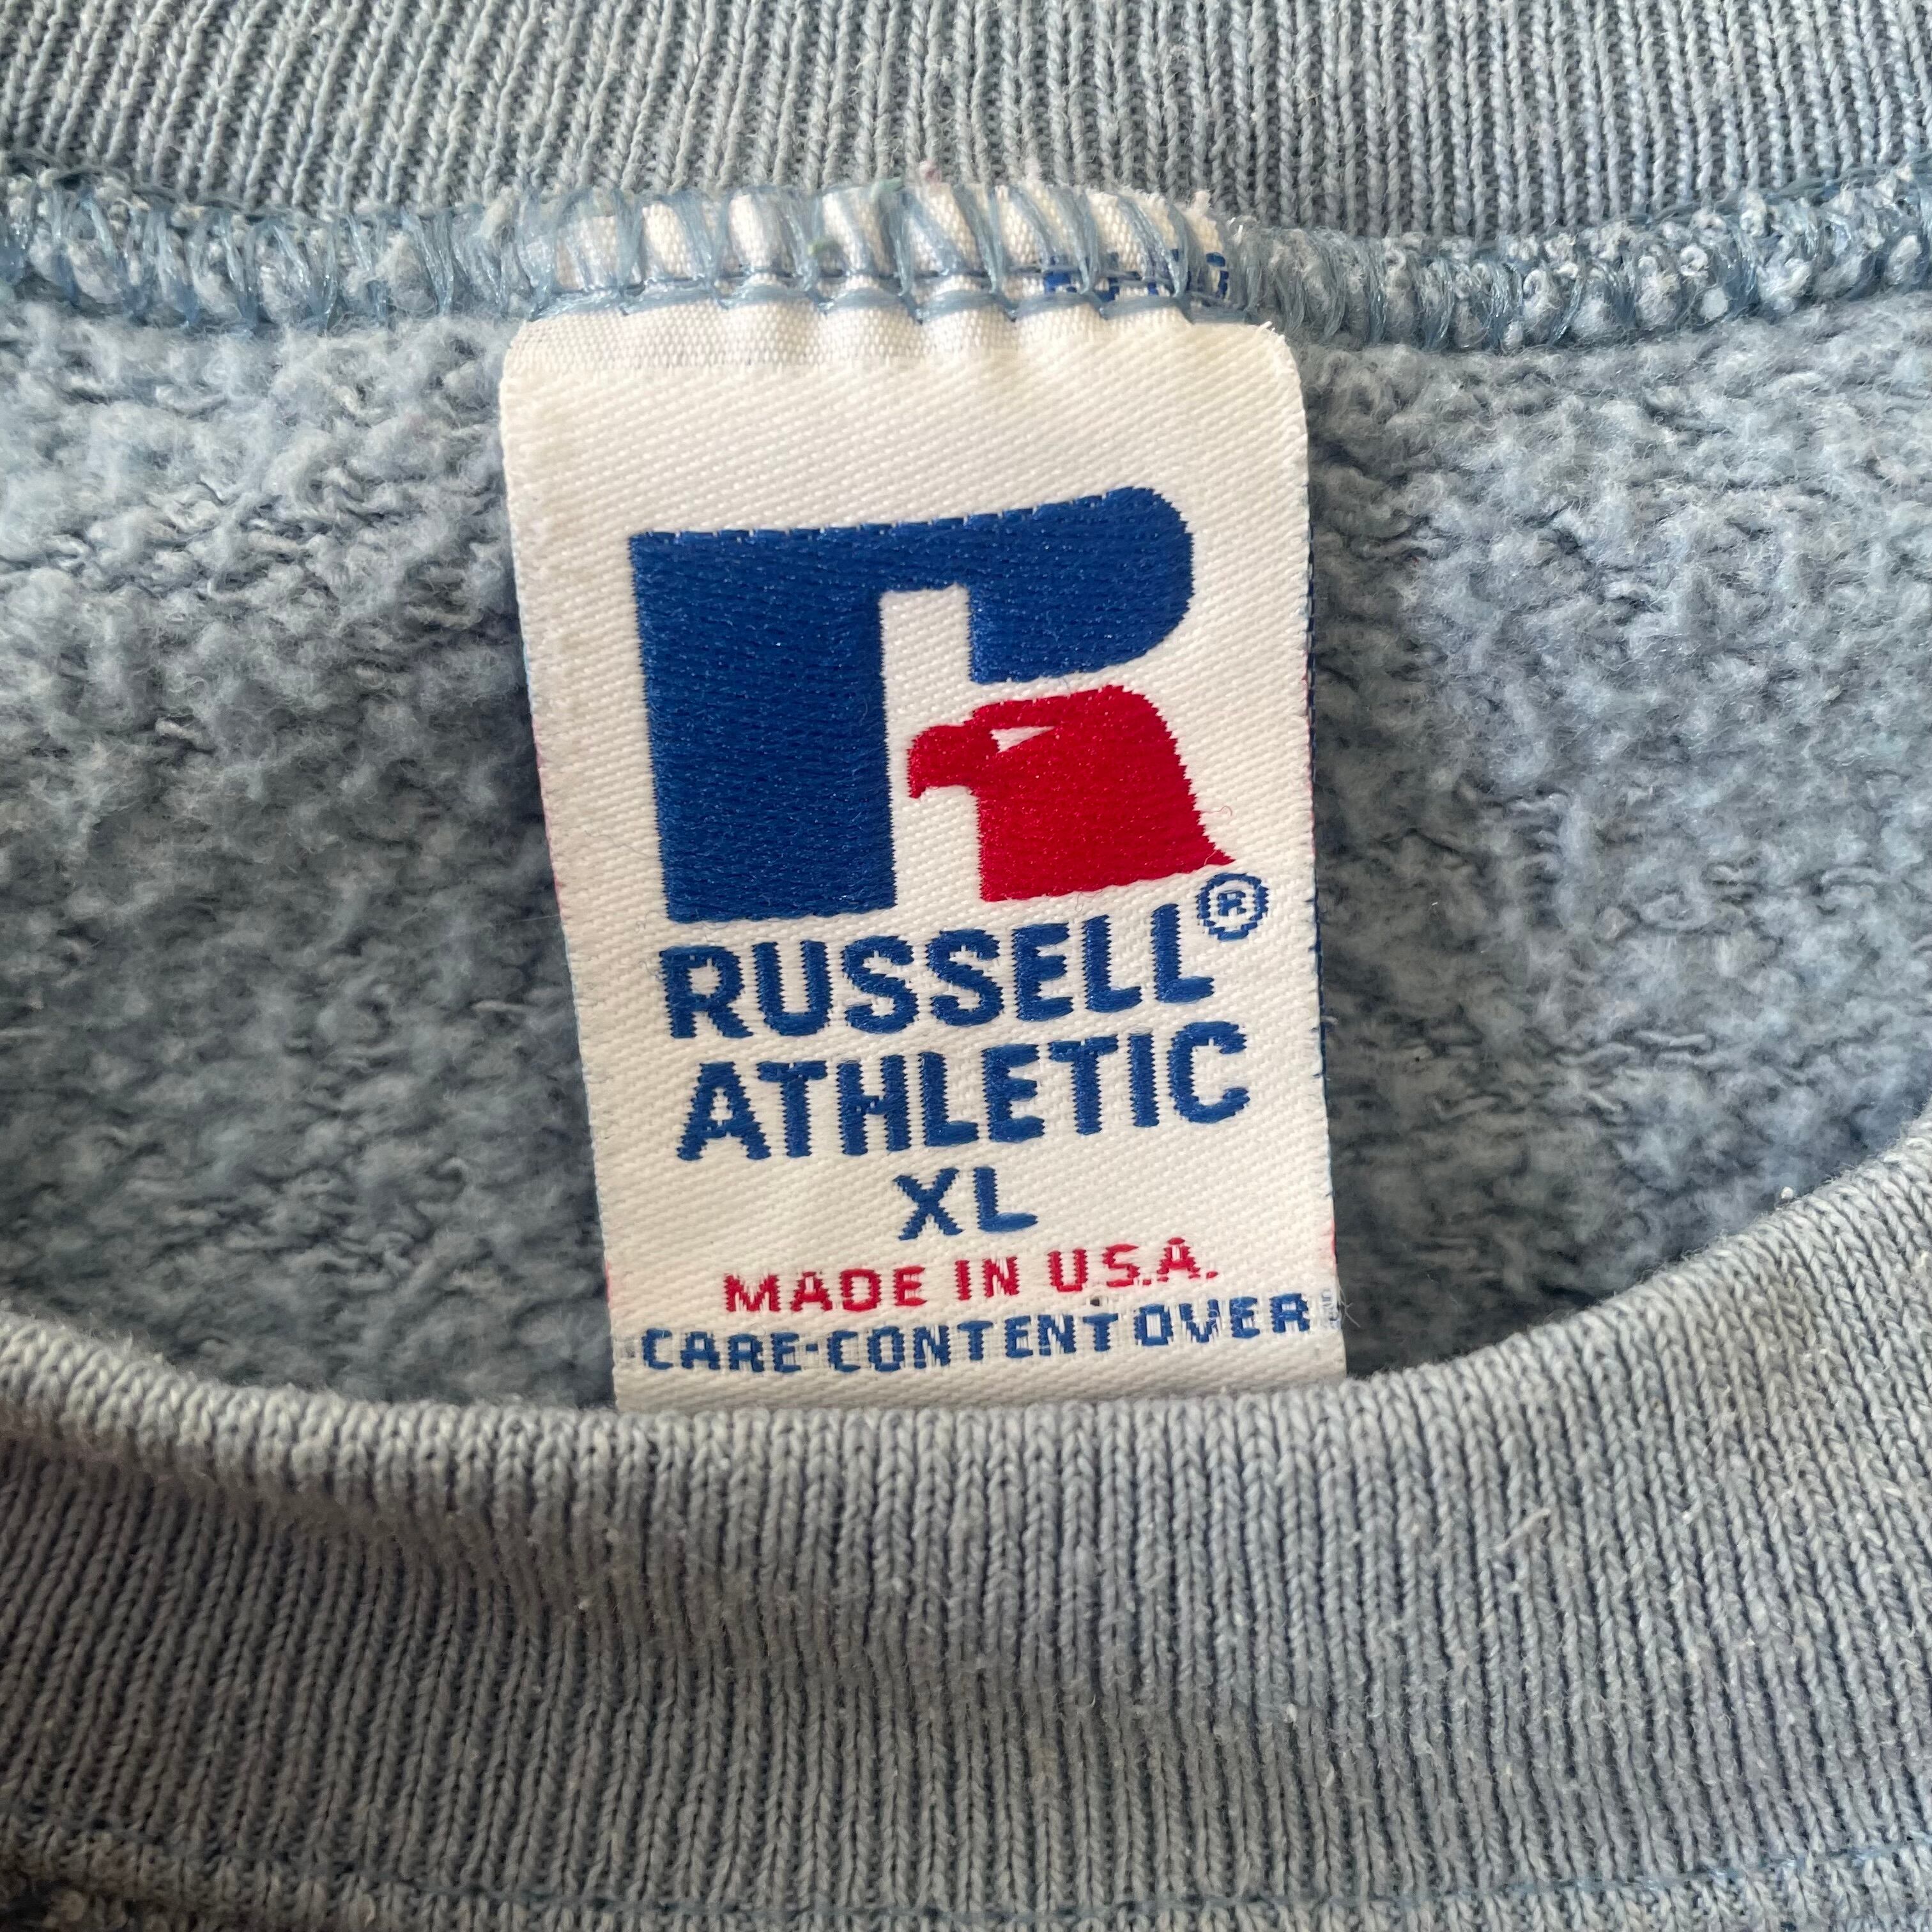 RUSSELL®
ATHLETIC
XL
MADE IN U.S.A.
CARE-CONTENT OVER